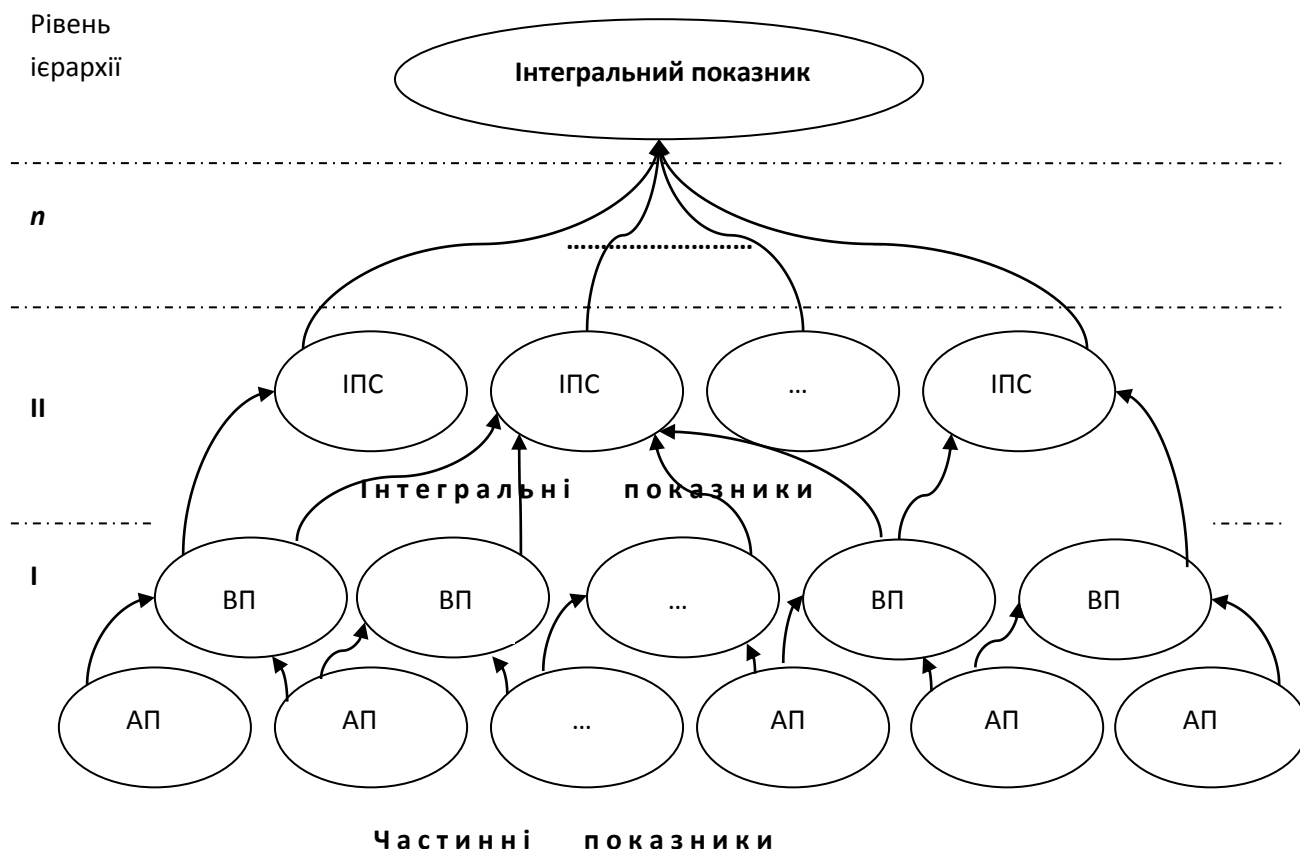 Рівень
ієрархії
Інтегральний показник
n
........................
II
ІПС
ІПС
...
ІПС
Інтегральні показники
I
ВП
ВП
...
ВП
ВП
АП
АП
...
АП
АП
АП
Частинні показники